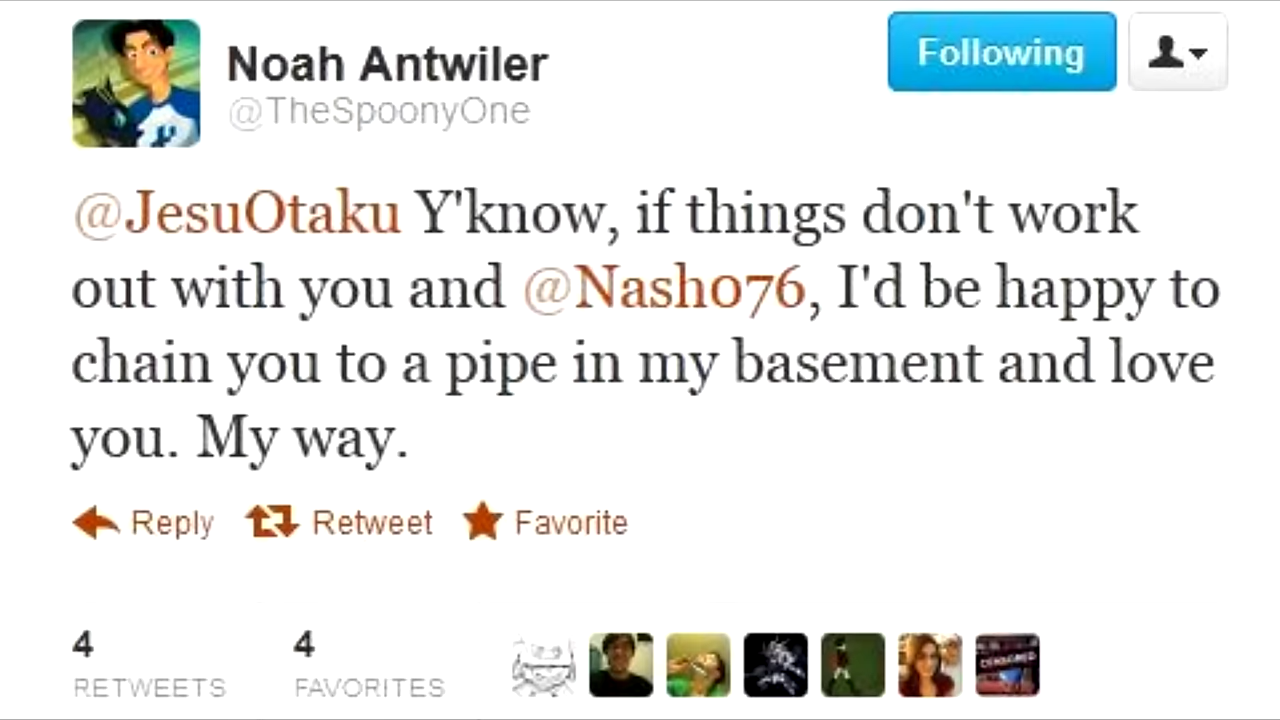 Noah Antwiler
Following
@TheSpoonyOne
@JesuOtaku Y'know, if things don't work
out with you and @Nash076, I'd be happy to
chain you to a pipe in my basement and love
you. My way.
Reply Retweet Favorite
4 4
RETWEETS FAVORITES
CENSORED